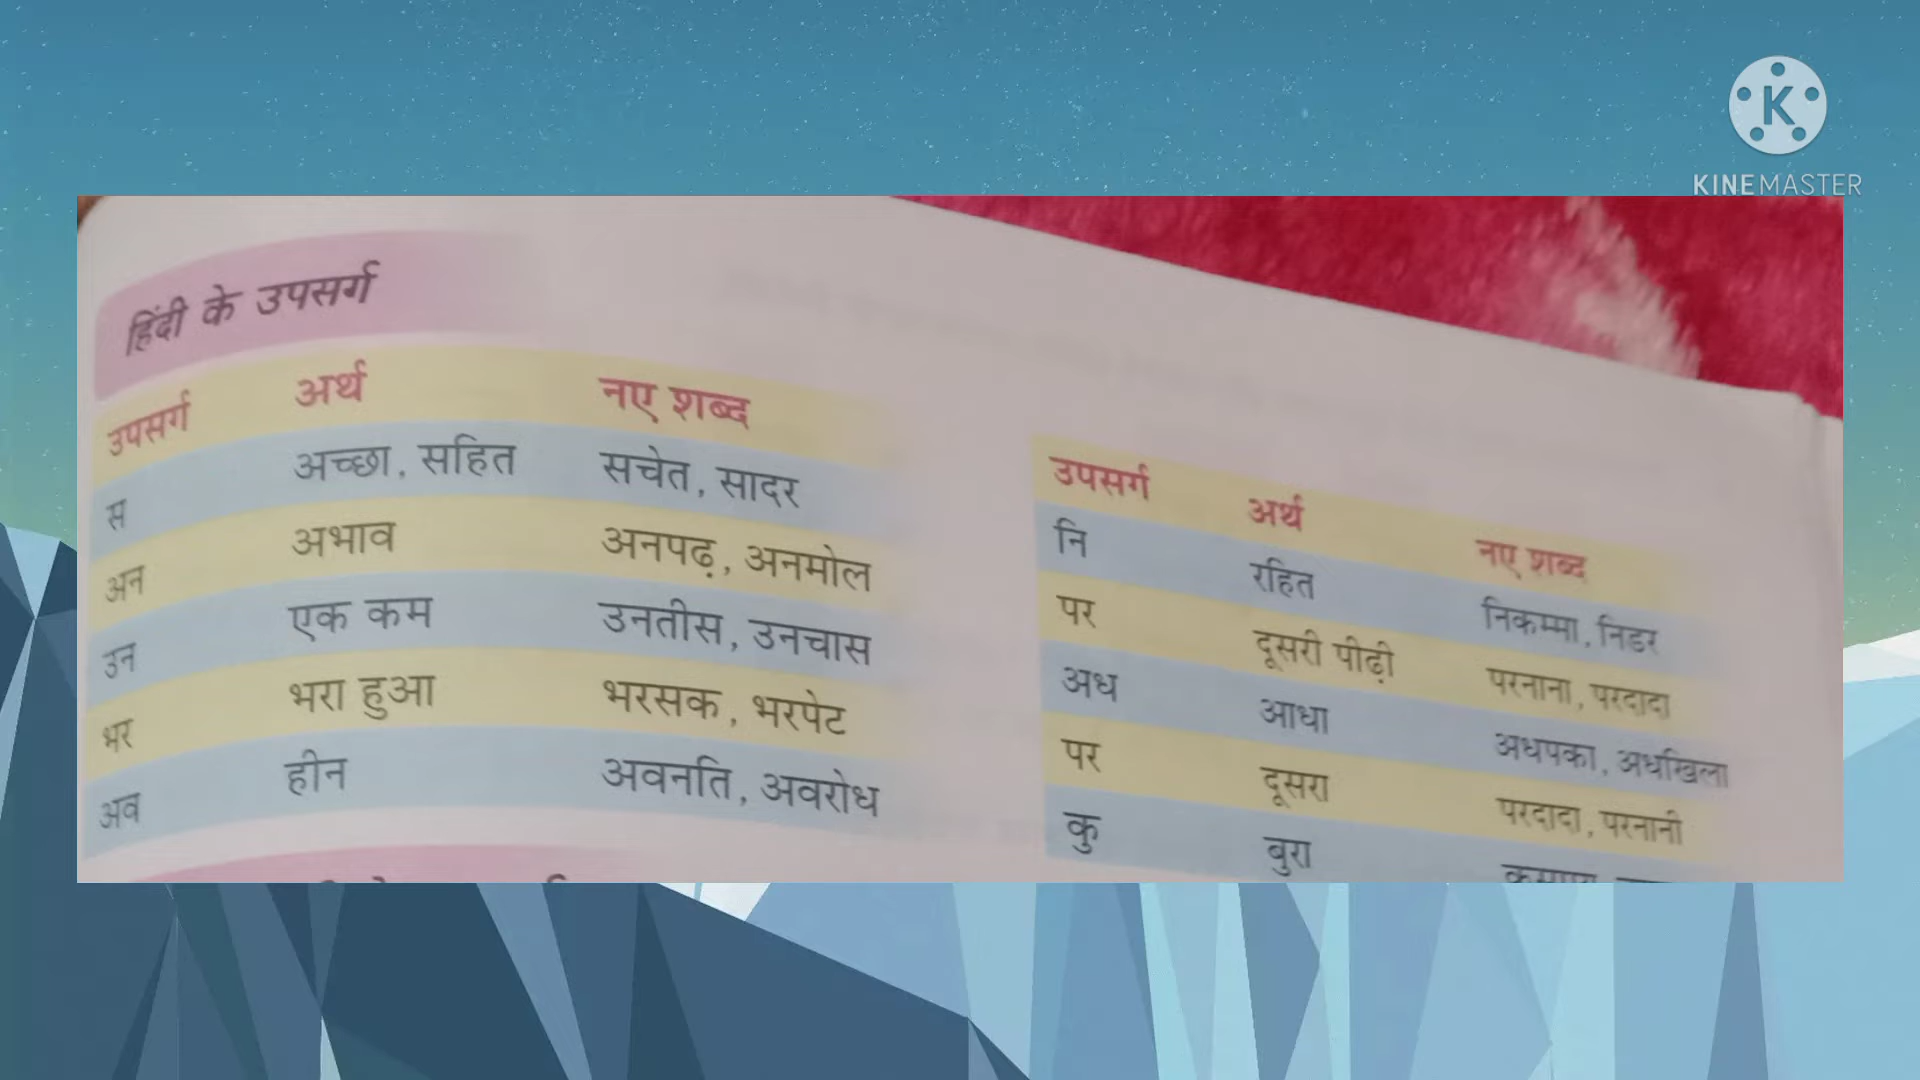 KINEMASTER
हिंदी के उपसर्ग
उपसर्ग अर्थ नए शब्द
स अच्छा, सहित सचेत, सादर
अन अभाव अनपढ़, अनमोल
उन एक कम उनतीस, उनचास
भर भरा हुआ भरसक, भरपेट
अव हीन अवनति, अवरोध
उपसर्ग अर्थ नए शब्द
नि रहित निकम्मा, निडर
पर दूसरी पीढ़ी परनाना, परदादा
अध आधा अधपका, अधखिला
पर दूसरा परदादा, परनानी
कु बुरा